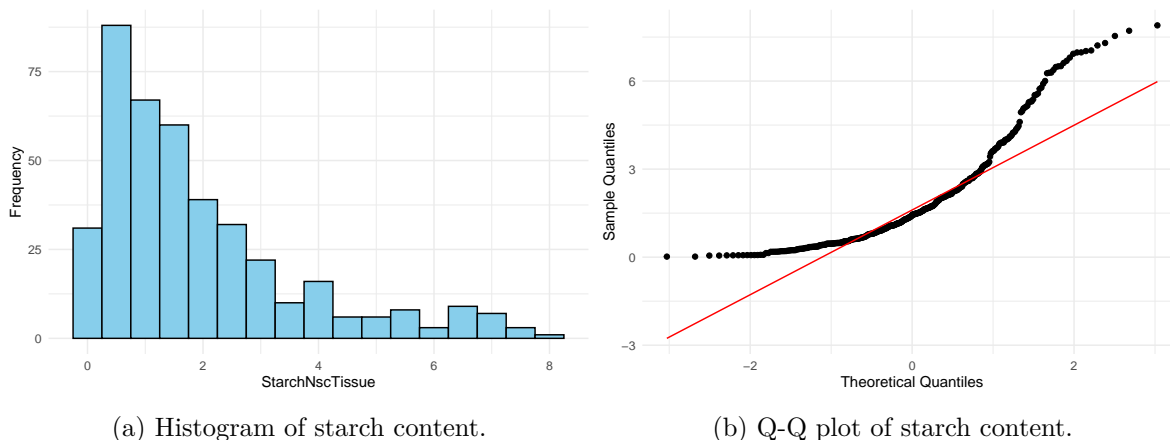 75
50
25
0
Frequency
0
2
4
6
8
StarchNscTissue
(a) Histogram of starch content.
6
3
0
−3
Sample Quantiles
−2
0
2
Theoretical Quantiles
(b) Q-Q plot of starch content.